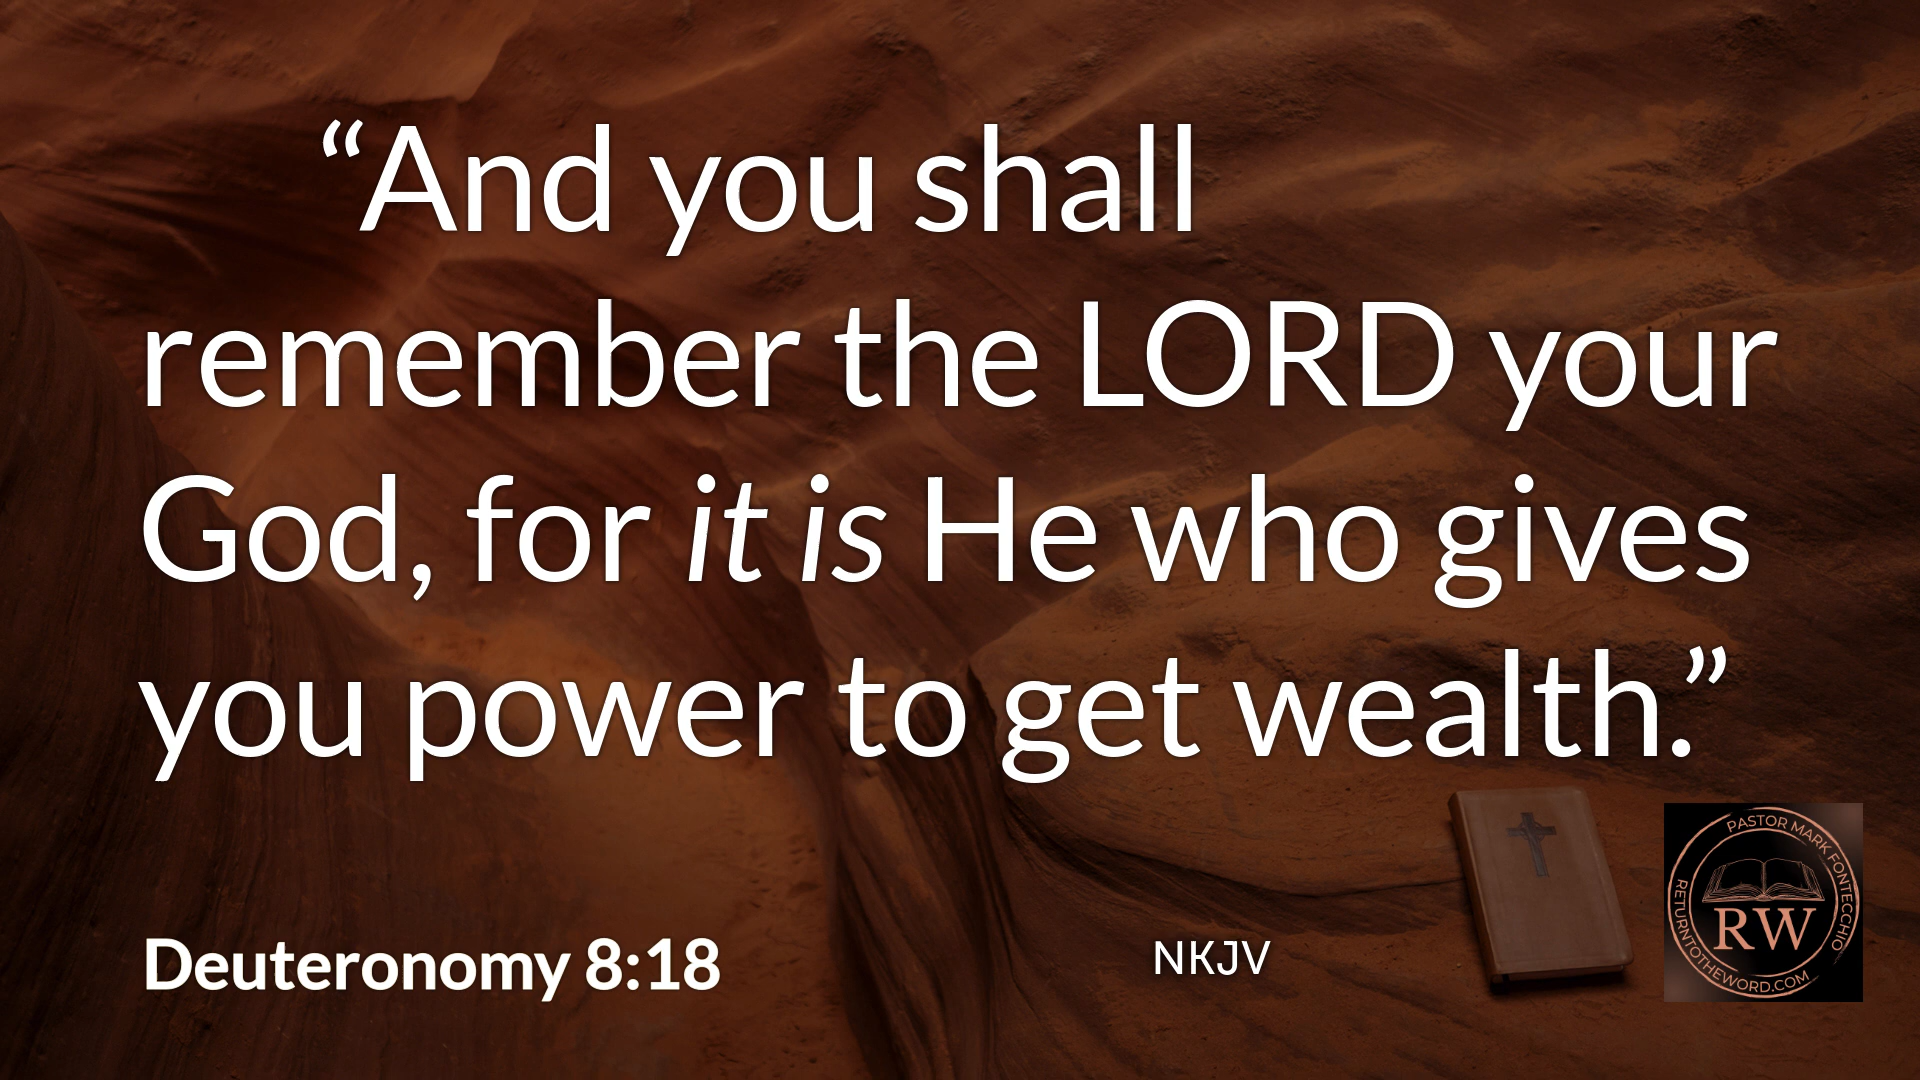 “And you shall
remember the LORD your
God, for it is He who gives
you power to get wealth.”
Deuteronomy 8:18
NKJV
PASTOR MARK FONTECCHIO
RW
RETURNTOTHEWORD.COM